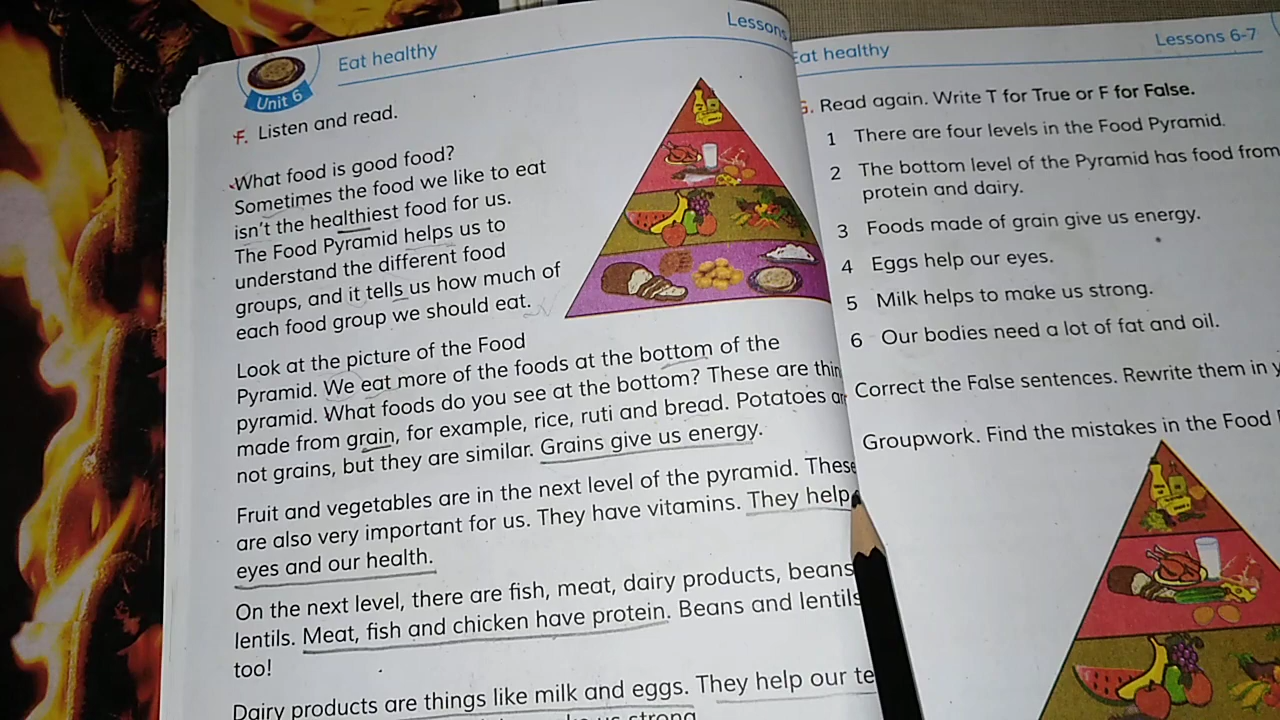 Eat healthy
Lessons
Unit 6
F. Listen and read.
What food is good food?
Sometimes the food we like to eat
isn't the healthiest food for us.
The Food Pyramid helps us to
understand the different food
groups, and it tells us how much of
each food group we should eat.
Look at the picture of the Food
Pyramid. We eat more of the foods at the bottom of the
pyramid. What foods do you see at the bottom? These are
made from grain, for example, rice, ruti and bread. Potatoes
not grains, but they are similar. Grains give us energy.
Fruit and vegetables are in the next level of the pyramid. These
are also very important for us. They have vitamins. They help
eyes and our health.
On the next level, there are fish, meat, dairy products, beans
lentils. Meat, fish and chicken have protein. Beans and lentils
too!
Dairy products are things like milk and eggs. They help our
us strong
Eat healthy
Lessons 6-7
G. Read again. Write T for True or F for False.
1 There are four levels in the Food Pyramid.
2 The bottom level of the Pyramid has food from
protein and dairy.
3 Foods made of grain give us energy.
4 Eggs help our eyes.
5 Milk helps to make us strong.
6 Our bodies need a lot of fat and oil.
Correct the False sentences. Rewrite them in
Groupwork. Find the mistakes in the Food